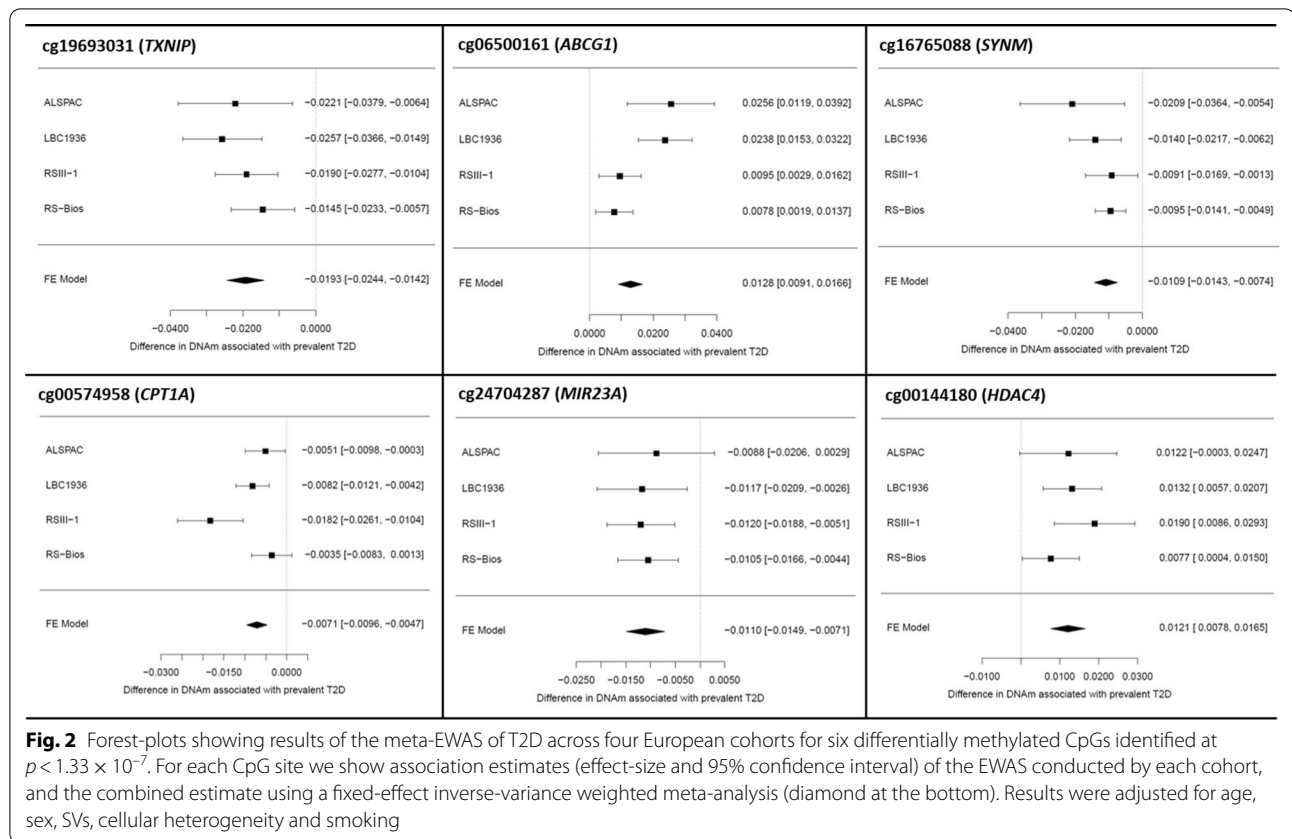 cg19693031 (TXNIP)
ALSPAC −0.0221 [−0.0379, −0.0064]
LBC1936 −0.0257 [−0.0366, −0.0149]
RSIII−1 −0.0190 [−0.0277, −0.0104]
RS−Bios −0.0145 [−0.0233, −0.0057]
FE Model −0.0193 [−0.0244, −0.0142]
−0.0400 −0.0200 0.0000
Difference in DNAm associated with prevalent T2D
cg06500161 (ABCG1)
ALSPAC 0.0256 [0.0119, 0.0392]
LBC1936 0.0238 [0.0153, 0.0322]
RSIII−1 0.0095 [0.0029, 0.0162]
RS−Bios 0.0078 [0.0019, 0.0137]
FE Model 0.0128 [0.0091, 0.0166]
0.0000 0.0200 0.0400
Difference in DNAm associated with prevalent T2D
cg16765088 (SYNM)
ALSPAC −0.0209 [−0.0364, −0.0054]
LBC1936 −0.0140 [−0.0217, −0.0062]
RSIII−1 −0.0091 [−0.0169, −0.0013]
RS−Bios −0.0095 [−0.0141, −0.0049]
FE Model −0.0109 [−0.0143, −0.0074]
−0.0400 −0.0200 0.0000
Difference in DNAm associated with prevalent T2D
cg00574958 (CPT1A)
ALSPAC −0.0051 [−0.0098, −0.0003]
LBC1936 −0.0082 [−0.0121, −0.0042]
RSIII−1 −0.0182 [−0.0261, −0.0104]
RS−Bios −0.0035 [−0.0083, 0.0013]
FE Model −0.0071 [−0.0096, −0.0047]
−0.0300 −0.0150 0.0000
Difference in DNAm associated with prevalent T2D
cg24704287 (MIR23A)
ALSPAC −0.0088 [−0.0206, 0.0029]
LBC1936 −0.0117 [−0.0209, −0.0026]
RSIII−1 −0.0120 [−0.0188, −0.0051]
RS−Bios −0.0105 [−0.0166, −0.0044]
FE Model −0.0110 [−0.0149, −0.0071]
−0.0250 −0.0150 −0.0050 0.0050
Difference in DNAm associated with prevalent T2D
cg00144180 (HDAC4)
ALSPAC 0.0122 [−0.0003, 0.0247]
LBC1936 0.0132 [ 0.0057, 0.0207]
RSIII−1 0.0190 [ 0.0086, 0.0293]
RS−Bios 0.0077 [ 0.0004, 0.0150]
FE Model 0.0121 [ 0.0078, 0.0165]
−0.0100 0.0100 0.0200 0.0300
Difference in DNAm associated with prevalent T2D
Fig. 2 Forest-plots showing results of the meta-EWAS of T2D across four European cohorts for six differentially methylated CpGs identified at
p < 1.33 × 10⁻⁷. For each CpG site we show association estimates (effect-size and 95% confidence interval) of the EWAS conducted by each cohort,
and the combined estimate using a fixed-effect inverse-variance weighted meta-analysis (diamond at the bottom). Results were adjusted for age,
sex, SVs, cellular heterogeneity and smoking